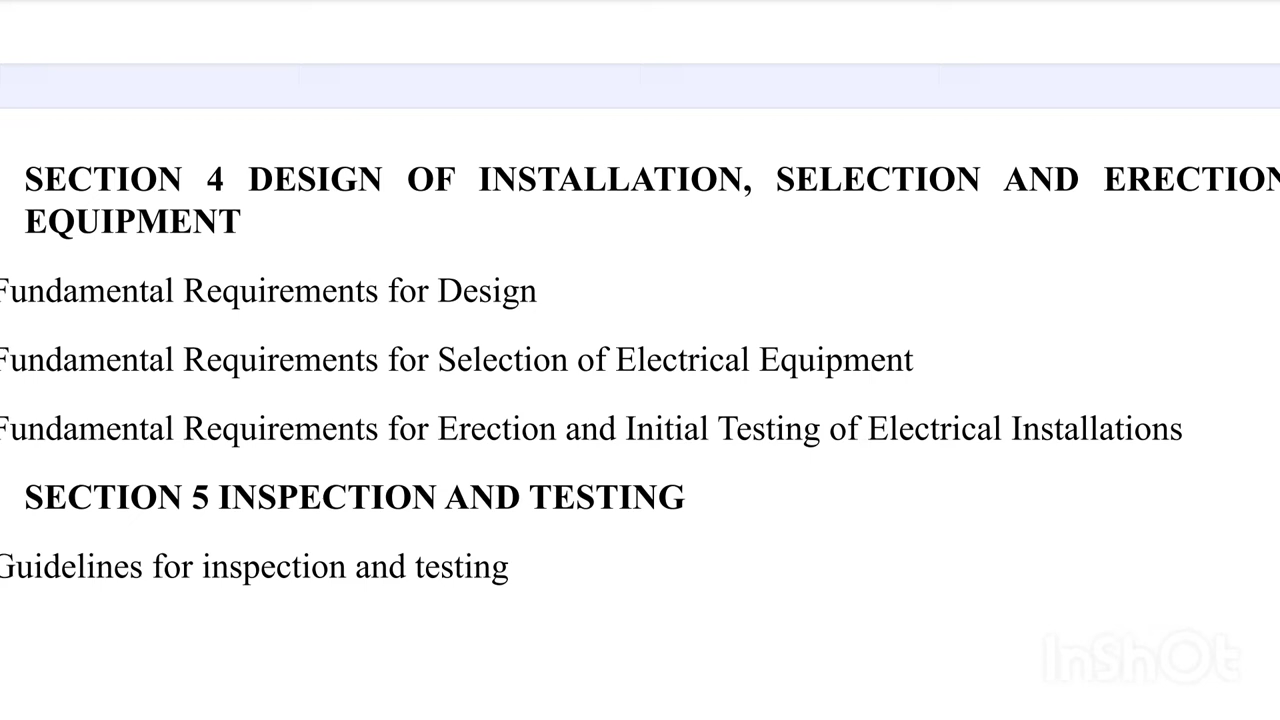 SECTION 4 DESIGN OF INSTALLATION, SELECTION AND ERECTION
EQUIPMENT
Fundamental Requirements for Design
Fundamental Requirements for Selection of Electrical Equipment
Fundamental Requirements for Erection and Initial Testing of Electrical Installations
SECTION 5 INSPECTION AND TESTING
Guidelines for inspection and testing
InShOt